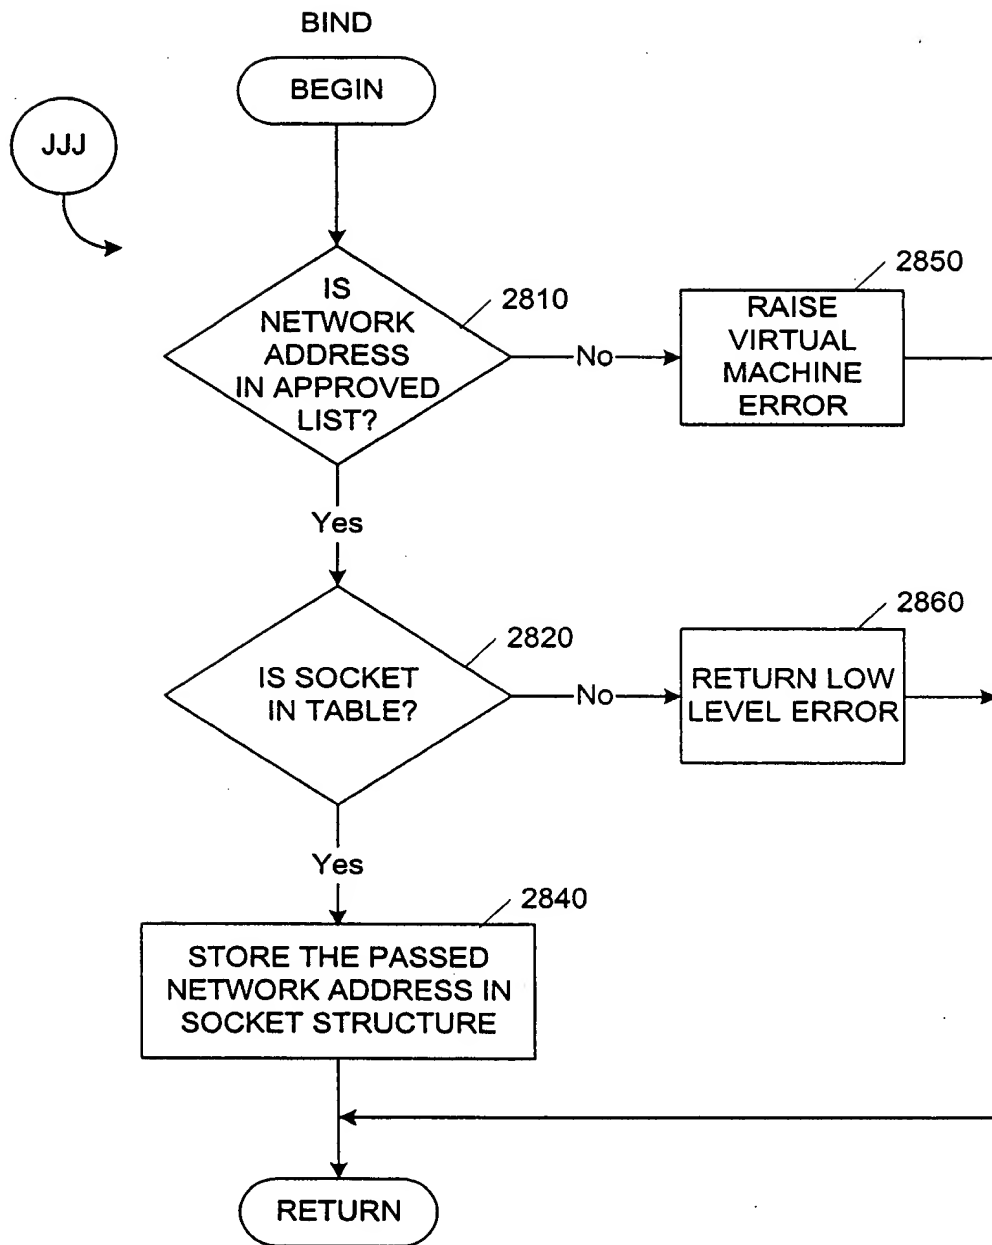 BIND
BEGIN
JJJ
IS
NETWORK
ADDRESS
IN APPROVED
LIST?
2810
No
2850
RAISE
VIRTUAL
MACHINE
ERROR
Yes
IS SOCKET
IN TABLE?
2820
No
2860
RETURN LOW
LEVEL ERROR
Yes
2840
STORE THE PASSED
NETWORK ADDRESS IN
SOCKET STRUCTURE
RETURN